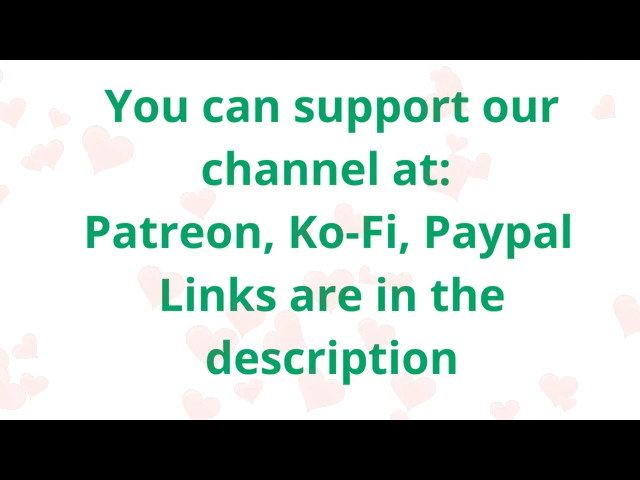 You can support our
channel at:
Patreon, Ko-Fi, Paypal
Links are in the
description